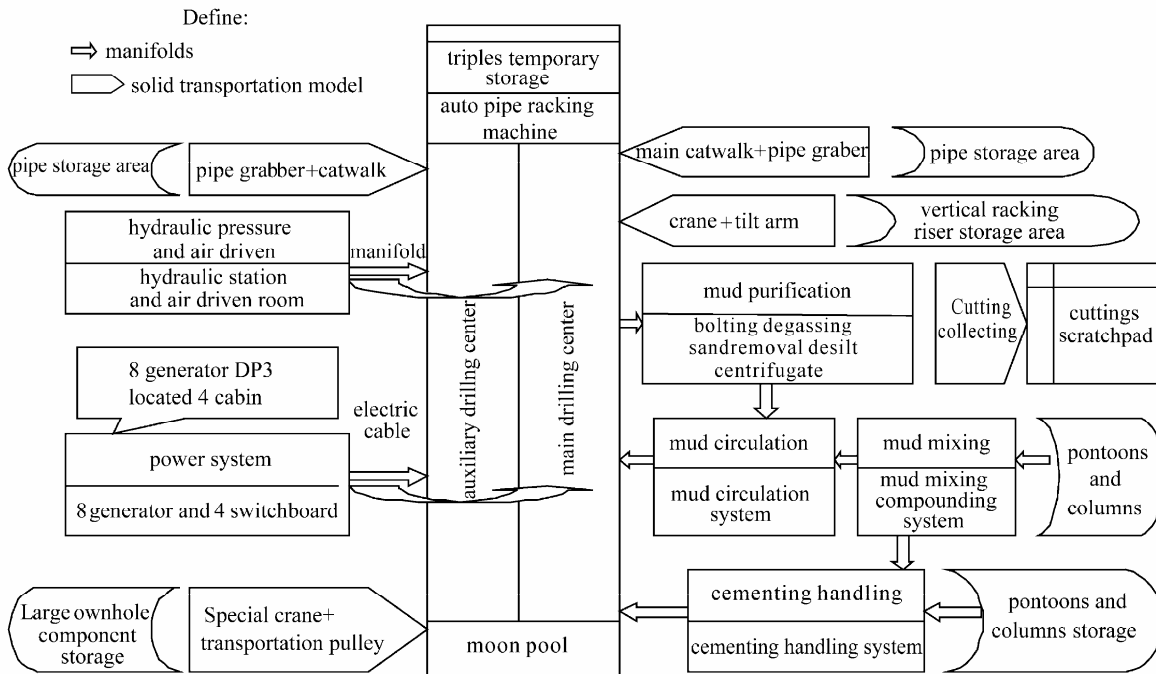 Define:
manifolds
solid transportation model
triples temporary
storage
auto pipe racking
machine
pipe storage area
pipe grabber+catwalk
main catwalk+pipe graber
pipe storage area
crane+tilt arm
vertical racking
riser storage area
hydraulic pressure
and air driven
hydraulic station
and air driven room
manifold
mud purification
bolting degassing
sandremoval desilt
centrifugate
Cutting
collecting
cuttings
scratchpad
auxiliary drillng center
main drilling center
8 generator DP3
located 4 cabin
electric
cable
power system
8 generator and 4 switchboard
mud circulation
mud circulation
system
mud mixing
mud mixing
compounding
system
pontoons
and
columns
Large ownhole
component
storage
Special crane+
transportation pulley
moon pool
cementing handling
cementing handling system
pontoons and
columns storage